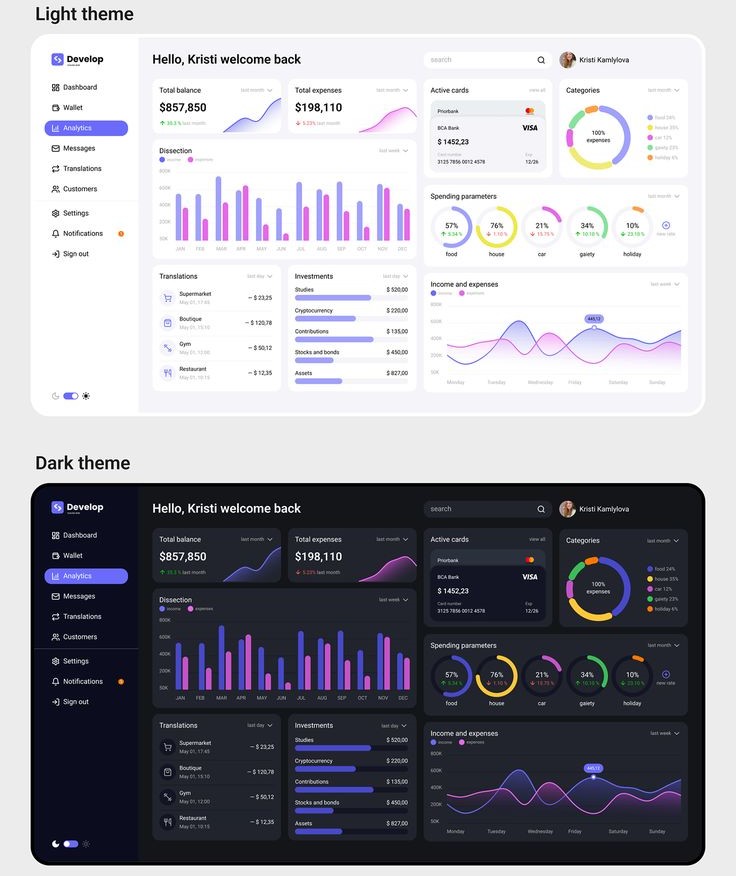 Light theme
Develop
Hello, Kristi welcome back
search
Kristi Kamlylova
Dashboard
Wallet
Analytics
Messages
Translations
Customers
Settings
Notifications
Sign out
Total balance
last month
$857,850
last month
Total expenses
last month
$198,110
5.23% last month
Active cards
view all
Priorbank
BCA Bank
VISA
$ 1452,23
Card number
Exp
3125 7856 0012 4578
12/26
Categories
last month
100%
expenses
food 24%
house 35%
car 21%
gaiety 23%
holiday 6%
Dissection
last week
income
expenses
800K
600K
400K
200K
50K
JAN FEB MAR APR MAY JUN JUL AUG SEP OCT NOV DEC
Spending parameters
last month
57% 76% 21% 34% 10%
5.34 % 1.10 % 15.75 % 10.10 % 23.10 %
new rate
food house car gaiety holiday
Translations
last day
Supermarket
May 01, 17:45
– $ 23,25
Boutique
May 01, 15:10
– $ 120,78
Gym
May 01, 12:00
– $ 50,12
Restaurant
May 01, 10:15
– $ 12,35
Investments
last day
Studies
$ 520,00
Cryptocurrency
$ 220,00
Contributions
$ 135,00
Stocks and bonds
$ 450,00
Assets
$ 827,00
Income and expenses
last week
income
expenses
800K
600K
400K
200K
50K
445,12
Monday Tuesday Wednesday Friday Saturday Sunday
Dark theme
Develop
Hello, Kristi welcome back
search
Kristi Kamlylova
Dashboard
Wallet
Analytics
Messages
Translations
Customers
Settings
Notifications
Sign out
Total balance
last month
$857,850
last month
Total expenses
last month
$198,110
5.23% last month
Active cards
view all
Priorbank
BCA Bank
VISA
$ 1452,23
Card number
Exp
3125 7856 0012 4578
12/26
Categories
last month
100%
expenses
food 24%
house 35%
car 21%
gaiety 23%
holiday 6%
Dissection
last week
income
expenses
800K
600K
400K
200K
50K
JAN FEB MAR APR MAY JUN JUL AUG SEP OCT NOV DEC
Spending parameters
last month
57% 76% 21% 34% 10%
5.34 % 1.10 % 15.75 % 10.10 % 23.10 %
new rate
food house car gaiety holiday
Translations
last day
Supermarket
May 01, 17:45
– $ 23,25
Boutique
May 01, 15:10
– $ 120,78
Gym
May 01, 12:00
– $ 50,12
Restaurant
May 01, 10:15
– $ 12,35
Investments
last day
Studies
$ 520,00
Cryptocurrency
$ 220,00
Contributions
$ 135,00
Stocks and bonds
$ 450,00
Assets
$ 827,00
Income and expenses
last week
income
expenses
800K
600K
400K
200K
50K
445,12
Monday Tuesday Wednesday Friday Saturday Sunday